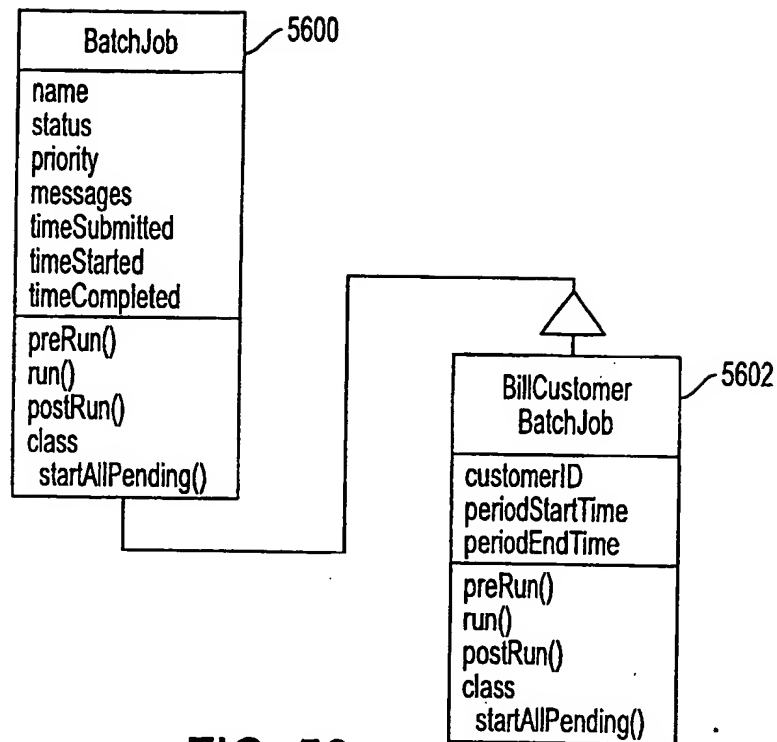 BatchJob
5600
name
status
priority
messages
timeSubmitted
timeStarted
timeCompleted
preRun()
run()
postRun()
class
startAllPending()
BillCustomer
BatchJob
5602
customerID
periodStartTime
periodEndTime
preRun()
run()
postRun()
class
startAllPending()